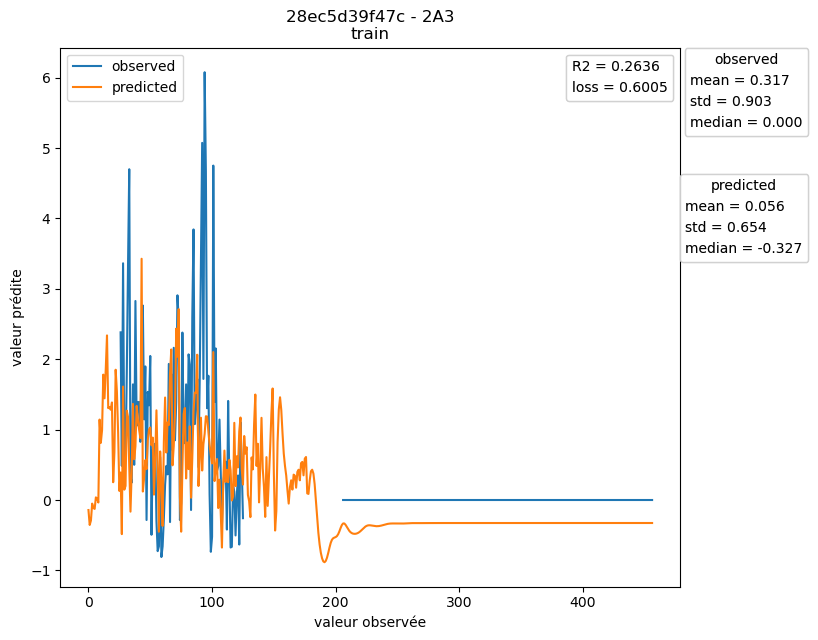 28ec5d39f47c - 2A3
train
observed
predicted
R2 = 0.2636
loss = 0.6005
observed
mean = 0.317
std = 0.903
median = 0.000
predicted
mean = 0.056
std = 0.654
median = -0.327
valeur prédite
6
5
4
3
2
1
0
−1
0
100
200
300
400
valeur observée